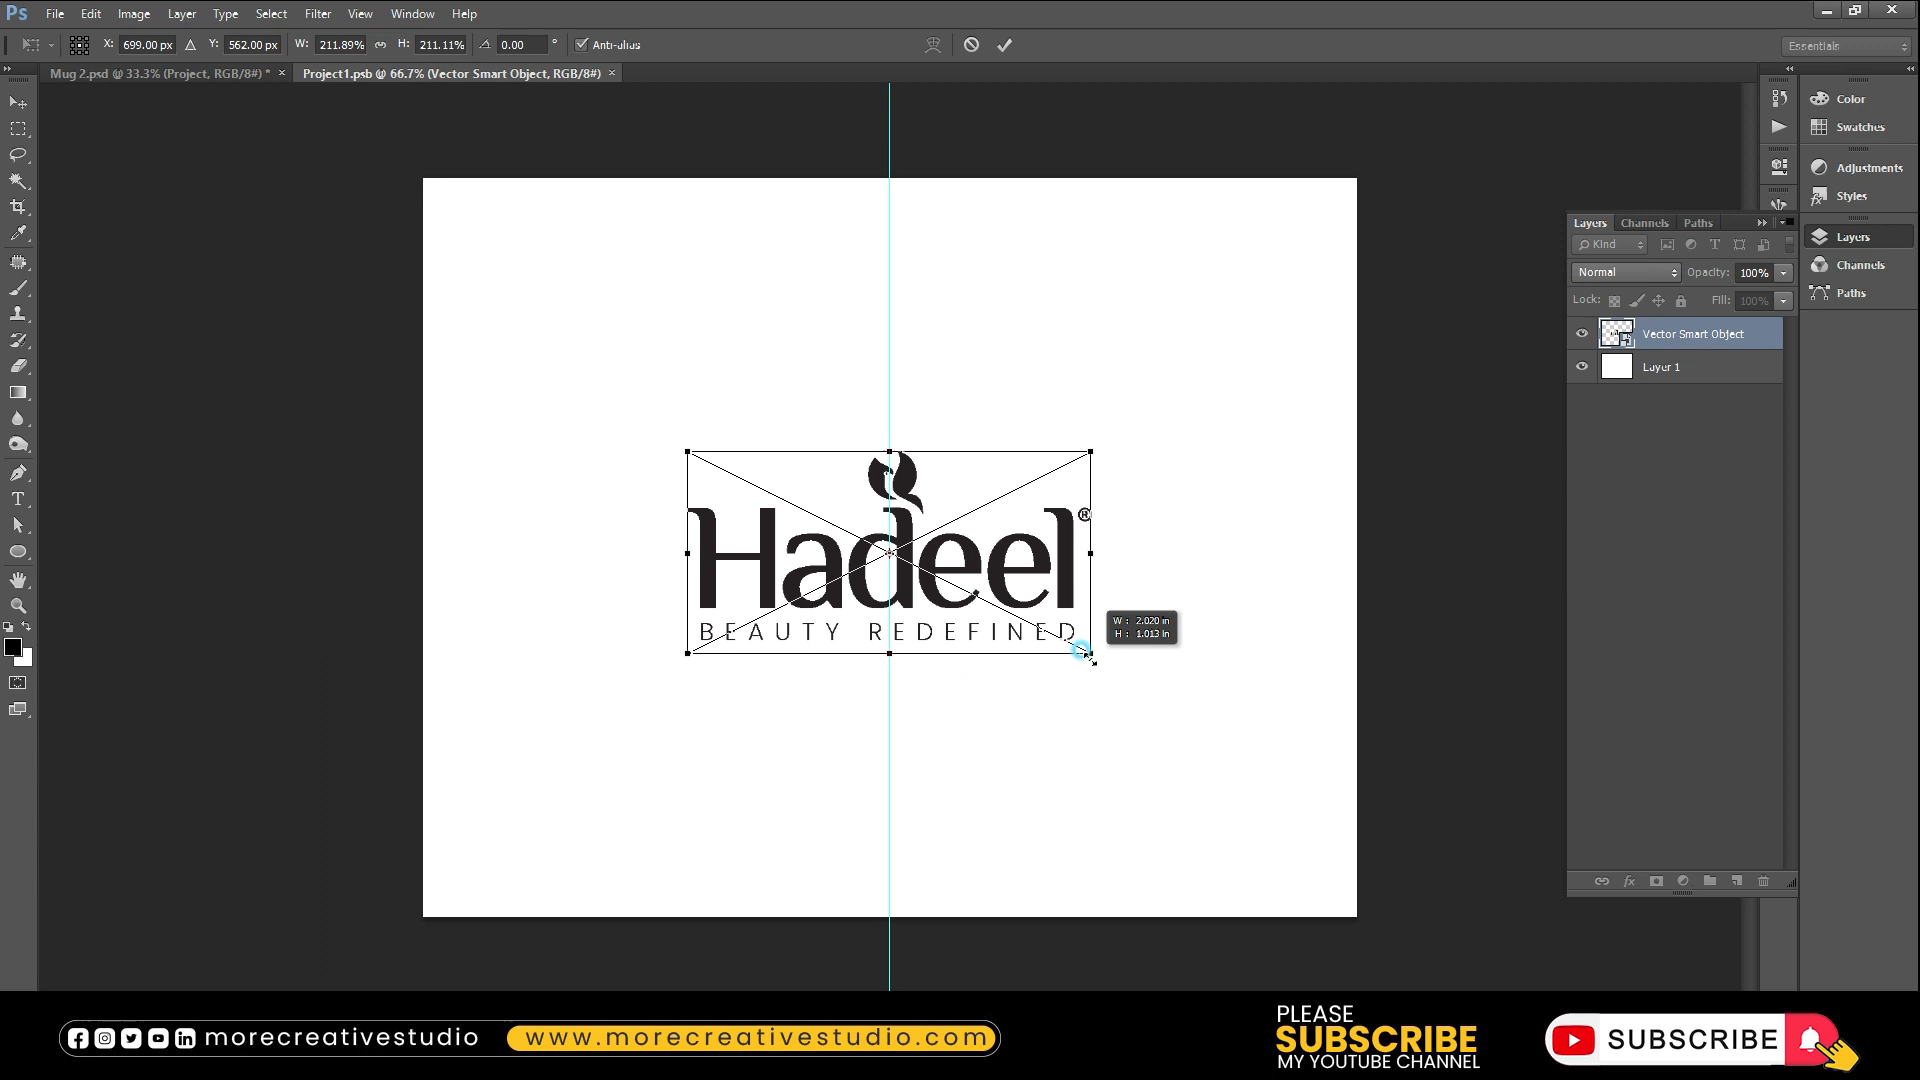 Ps File Edit Image Layer Type Select Filter View Window Help
X: 699.00 px Y: 562.00 px W: 211.89% H: 211.11% 0.00 ° Anti-alias Essentials
Mug 2.psd @ 33.3% (Project, RGB/8#) * × Project1.psb @ 66.7% (Vector Smart Object, RGB/8#) ×
Color
Swatches
Adjustments
Styles
Layers
Channels
Paths
Layers Channels Paths
Kind
Normal Opacity: 100%
Lock: Fill: 100%
Vector Smart Object
Layer 1
Hadeel ®
BEAUTY REDEFINED
W : 2.020 in
H : 1.013 in
morecreativestudio www.morecreativestudio.com
PLEASE
SUBSCRIBE
MY YOUTUBE CHANNEL
SUBSCRIBE